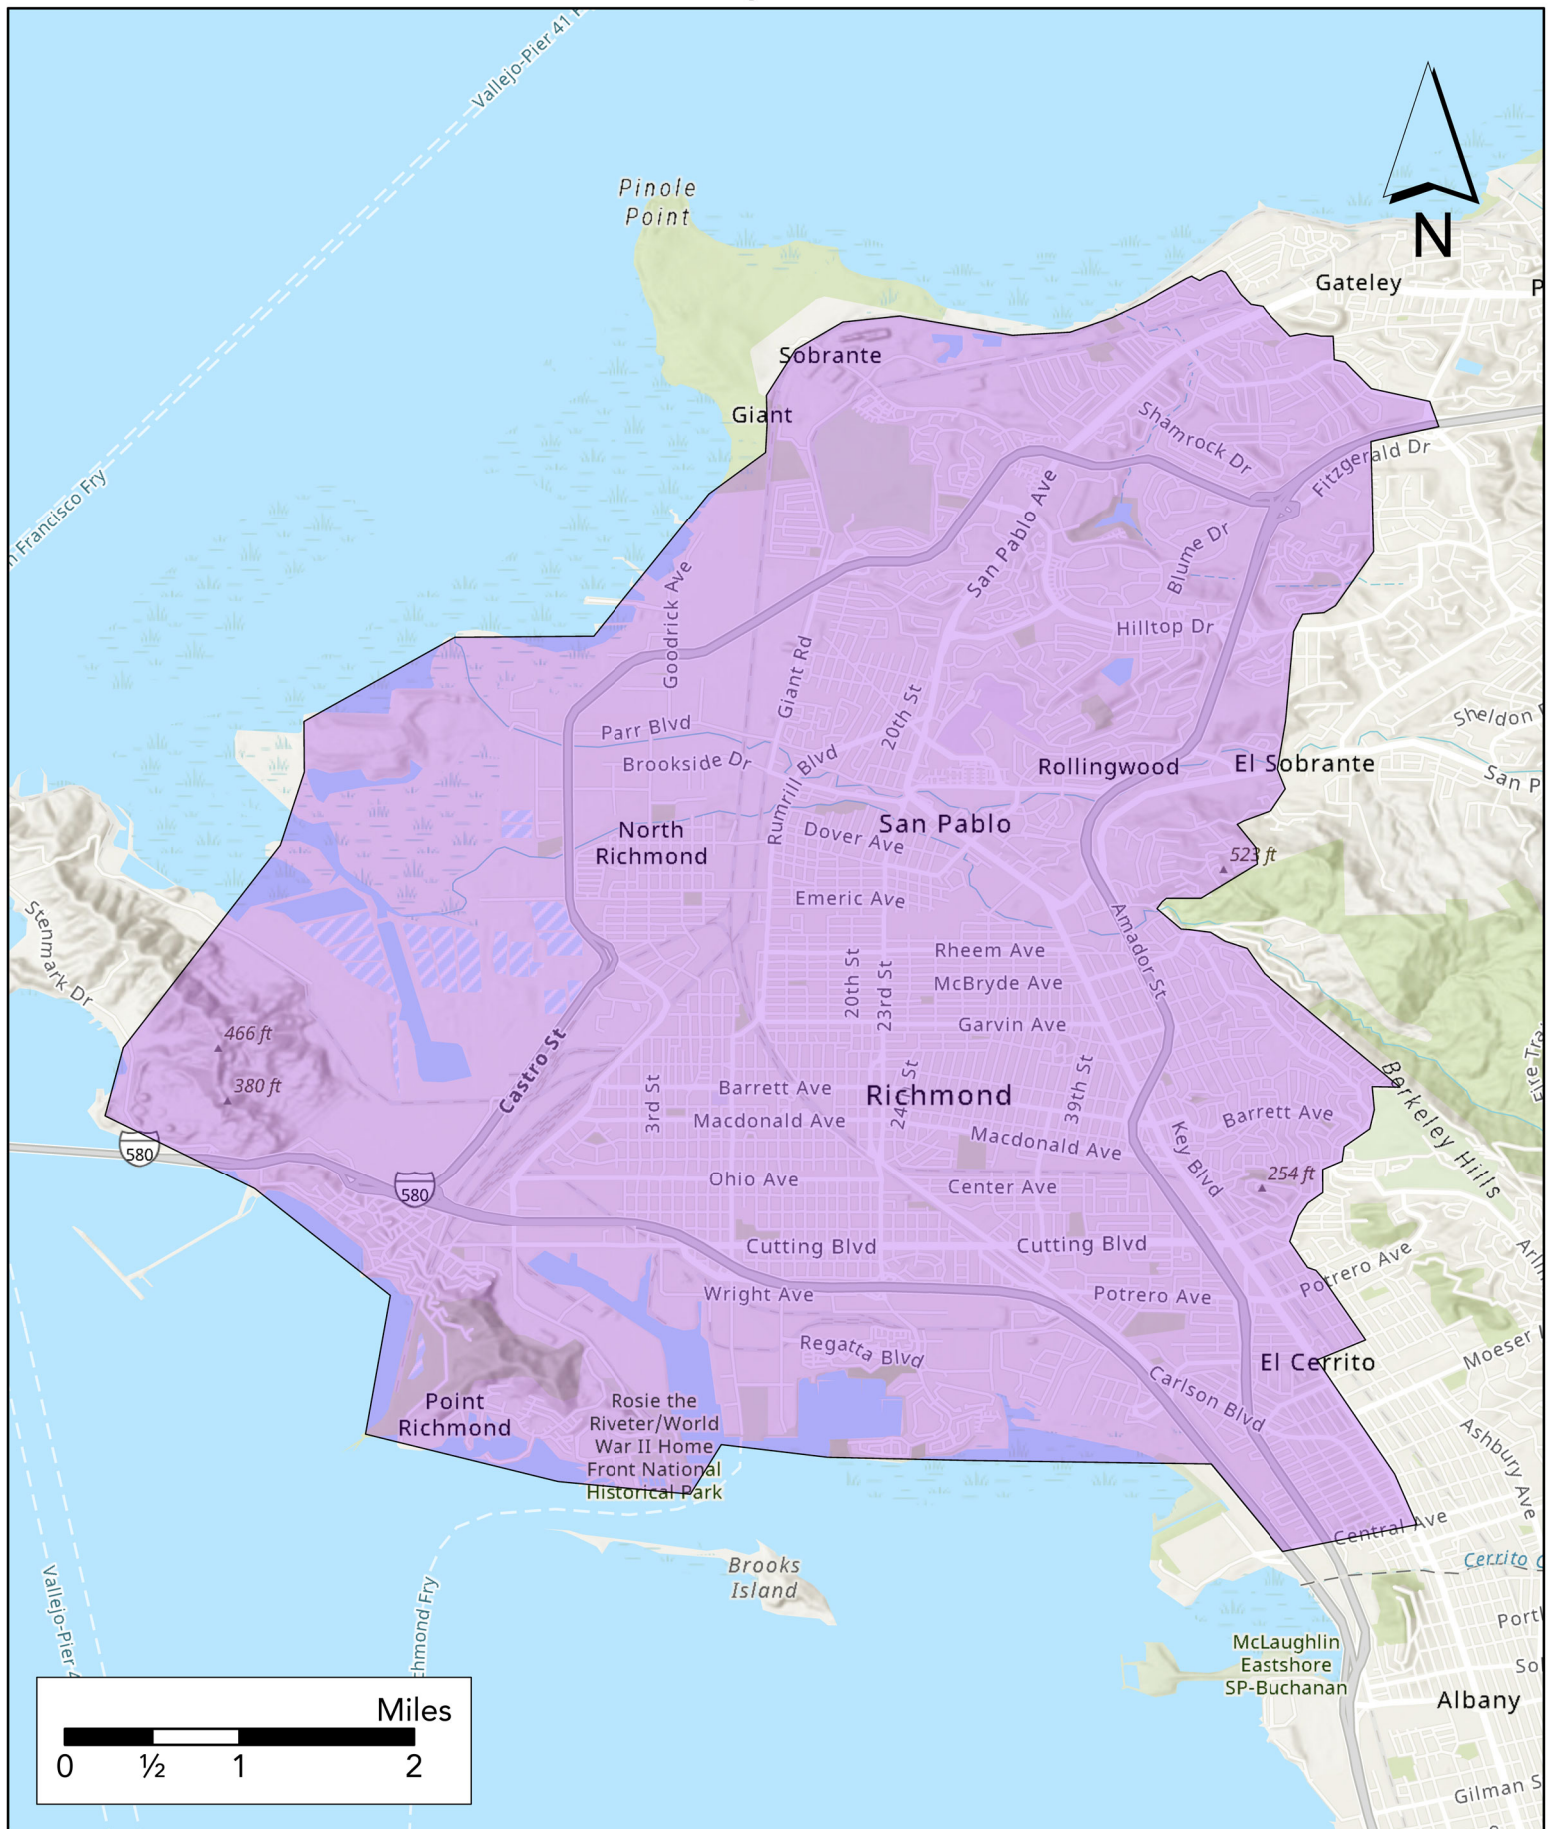 Vallejo-Pier 41 F
Pinole
Point
N
Gateley
P
Sobrante
Giant
Shamrock Dr
Fitzgerald Dr
n Francisco Fry
San Pablo Ave
Blume Dr
Goodrick Ave
Hilltop Dr
Giant Rd
20th St
Parr Blvd
Sheldon
Brookside Dr
Rollingwood
El Sobrante
San P
Rumrill Blvd
North
Richmond
San Pablo
Dover Ave
523 ft
Emeric Ave
Stenmark Dr
Amador St
Rheem Ave
20th St
23rd St
McBryde Ave
466 ft
Garvin Ave
Castro St
380 ft
3rd St
Barrett Ave
Richmond
24th St
39th St
Barrett Ave
Berkeley Hills
Macdonald Ave
Macdonald Ave
Key Blvd
580
580
Ohio Ave
Center Ave
254 ft
Cutting Blvd
Cutting Blvd
Potrero Ave
Wright Ave
Potrero Ave
Regatta Blvd
El Cerrito
Moeser
Carlson Blvd
Point
Richmond
Rosie the
Riveter/World
War II Home
Front National
Historical Park
Ashbury Ave
Central Ave
Brooks
Island
Cerrito C
Vallejo-Pier 4
chmond Fry
McLaughlin
Eastshore
SP-Buchanan
Albany
Gilman S
Miles
0 ½ 1 2